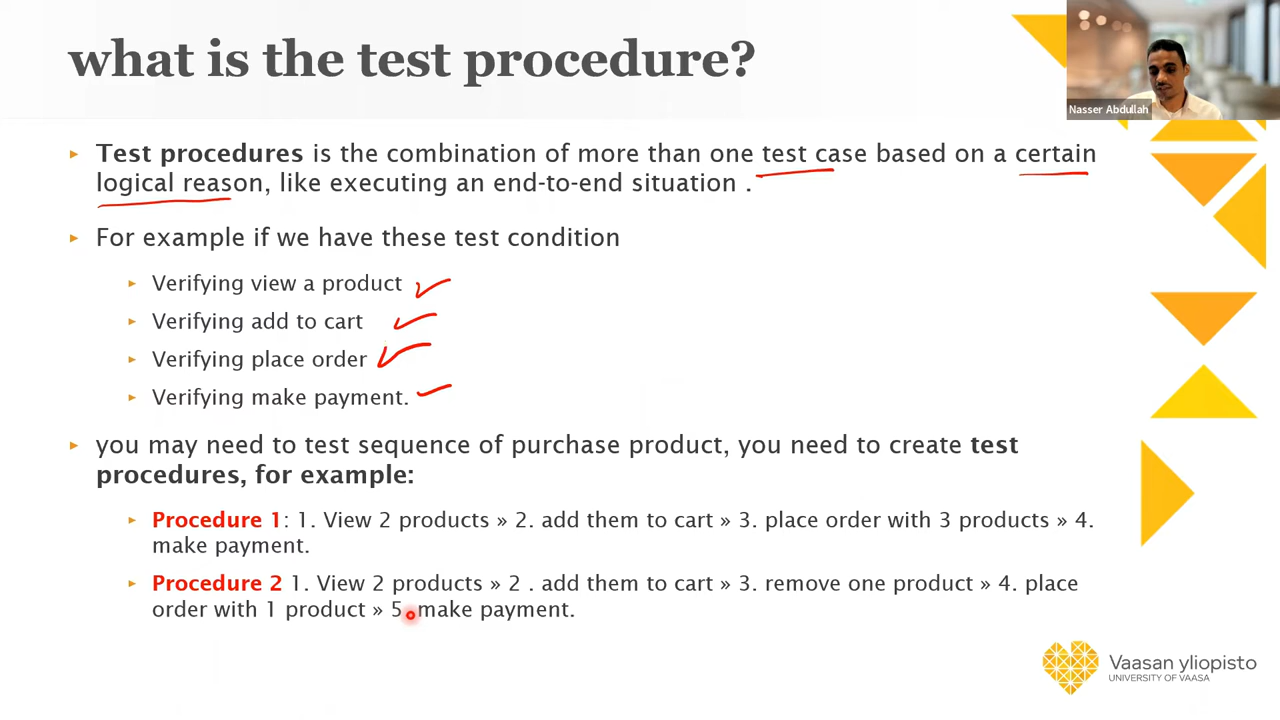 what is the test procedure?
Nasser Abdullah
Test procedures is the combination of more than one test case based on a certain
logical reason, like executing an end-to-end situation .
For example if we have these test condition
Verifying view a product
Verifying add to cart
Verifying place order
Verifying make payment.
you may need to test sequence of purchase product, you need to create test
procedures, for example:
Procedure 1: 1. View 2 products » 2. add them to cart » 3. place order with 3 products » 4.
make payment.
Procedure 2 1. View 2 products » 2 . add them to cart » 3. remove one product » 4. place
order with 1 product » 5. make payment.
Vaasan yliopisto
UNIVERSITY OF VAASA